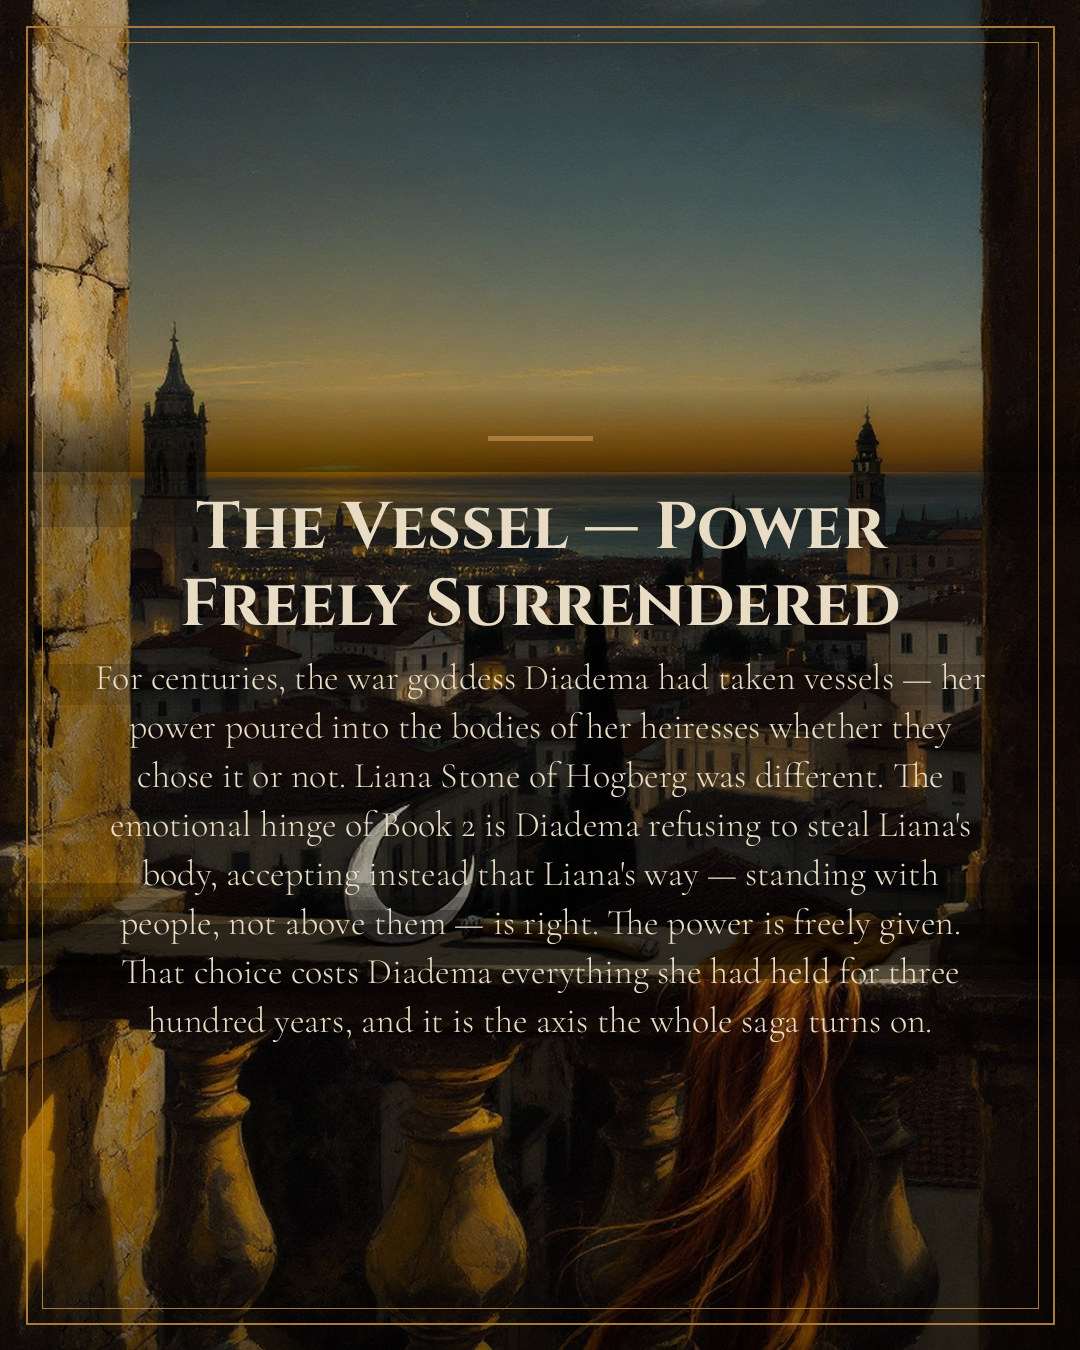 The Vessel — Power
Freely Surrendered
For centuries, the war goddess Diadema had taken vessels — her
power poured into the bodies of her heiresses whether they
chose it or not. Liana Stone of Hogberg was different. The
emotional hinge of Book 2 is Diadema refusing to steal Liana's
body, accepting instead that Liana's way — standing with
people, not above them — is right. The power is freely given.
That choice costs Diadema everything she had held for three
hundred years, and it is the axis the whole saga turns on.